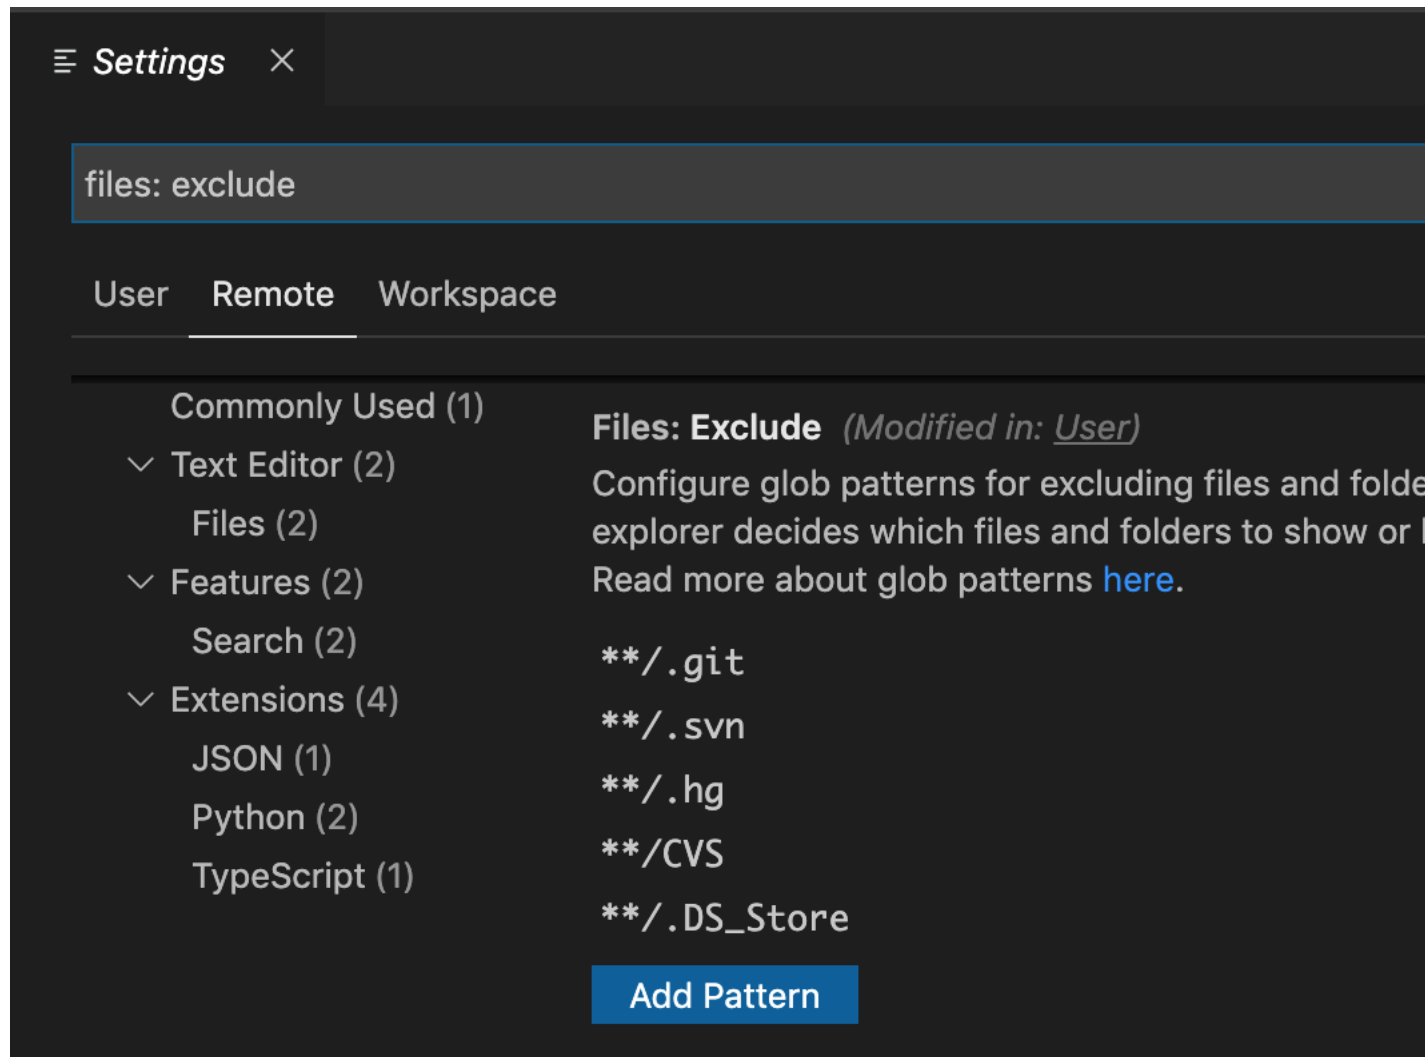 Settings
files: exclude
User Remote Workspace
Commonly Used (1)
Text Editor (2)
Files (2)
Features (2)
Search (2)
Extensions (4)
JSON (1)
Python (2)
TypeScript (1)
Files: Exclude (Modified in: User)
Configure glob patterns for excluding files and folde
explorer decides which files and folders to show or
Read more about glob patterns here.
**/.git
**/.svn
**/.hg
**/CVS
**/.DS_Store
Add Pattern